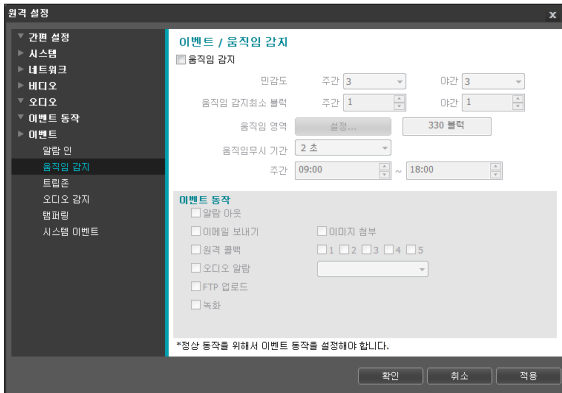 원격 설정
x
간편 설정
시스템
네트워크
비디오
오디오
이벤트 동작
이벤트
알람 인
움직임 감지
트립존
오디오 감지
탬퍼링
시스템 이벤트
이벤트 / 움직임 감지
움직임 감지
민감도 주간 3 야간 3
움직임 감지최소 블럭 주간 1 야간 1
움직임 영역 설정... 330 블럭
움직임무시 기간 2 초
주간 09:00 ~ 18:00
이벤트 동작
알람 아웃
이메일 보내기 이미지 첨부
원격 콜백 1 2 3 4 5
오디오 알람
FTP 업로드
녹화
*정상 동작을 위해서 이벤트 동작을 설정해야 합니다.
확인 취소 적용